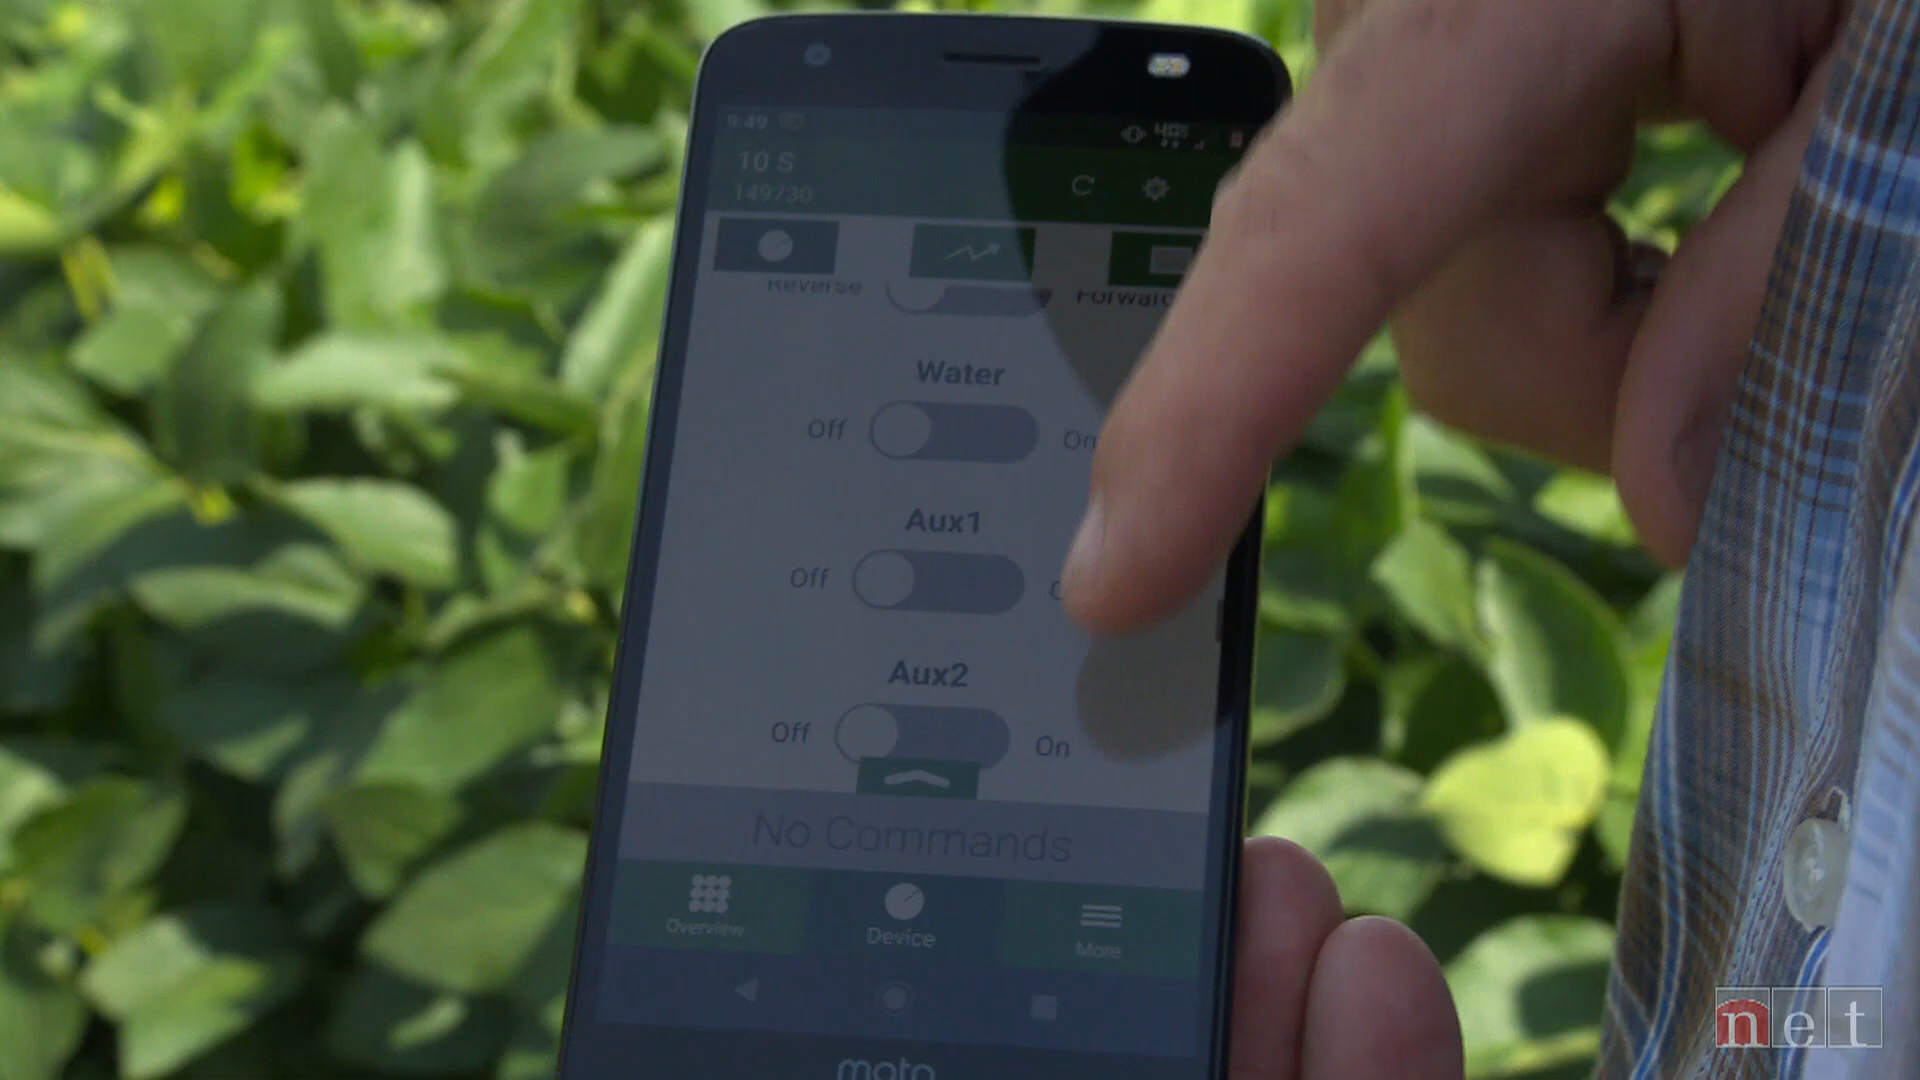 9:49
4G
10 S
149730
Reverse Forward
Water
Off On
Aux1
Off
Aux2
Off On
No Commands
Overview Device More
moto
net